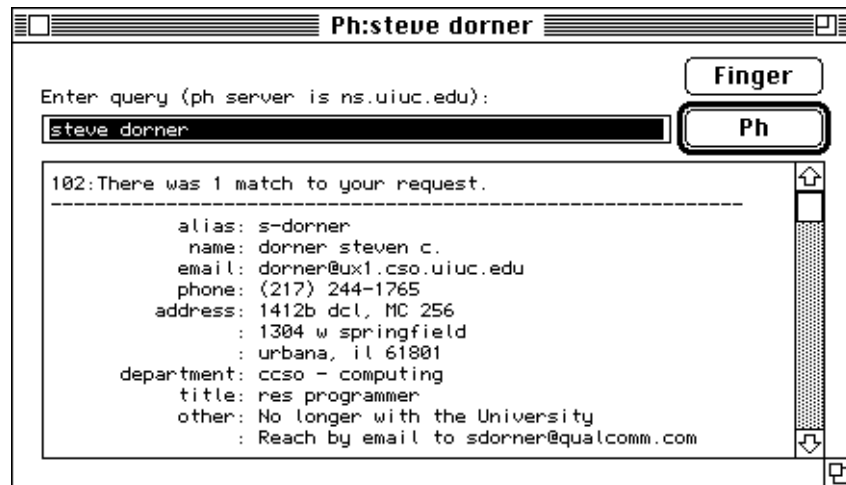 Ph:steve dorner
Finger
Enter query (ph server is ns.uiuc.edu):
steve dorner
Ph
102:There was 1 match to your request.
------------------------------------------------------------
alias: s-dorner
name: dorner steven c.
email: dorner@ux1.cso.uiuc.edu
phone: (217) 244-1765
address: 1412b dcl, MC 256
: 1304 w springfield
: urbana, il 61801
department: ccso - computing
title: res programmer
other: No longer with the University
: Reach by email to sdorner@qualcomm.com